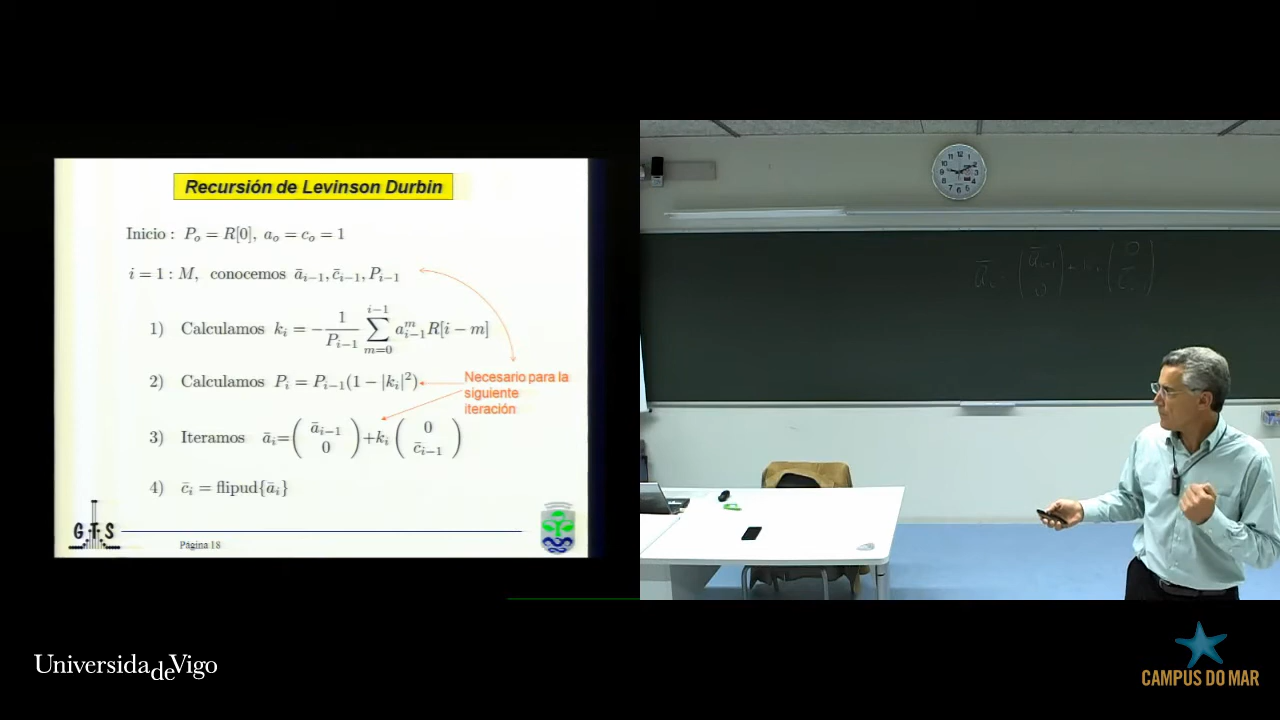 Recursión de Levinson Durbin
Inicio : P_o = R[0], a_o = c_o = 1
i = 1 : M, conocemos ā_{i−1}, c̄_{i−1}, P_{i−1}
1) Calculamos k_i = − 1/P_{i−1} ∑_{m=0}^{i−1} a_{i−1}^m R[i − m]
2) Calculamos P_i = P_{i−1}(1 − |k_i|²)
Necesario para la
siguiente
iteración
3) Iteramos ā_i = ( ā_{i−1} 0 ) + k_i ( 0 c̄_{i−1} )
4) c̄_i = flipud{ā_i}
G T S
Página 18
Universidade de Vigo
CAMPUS DO MAR